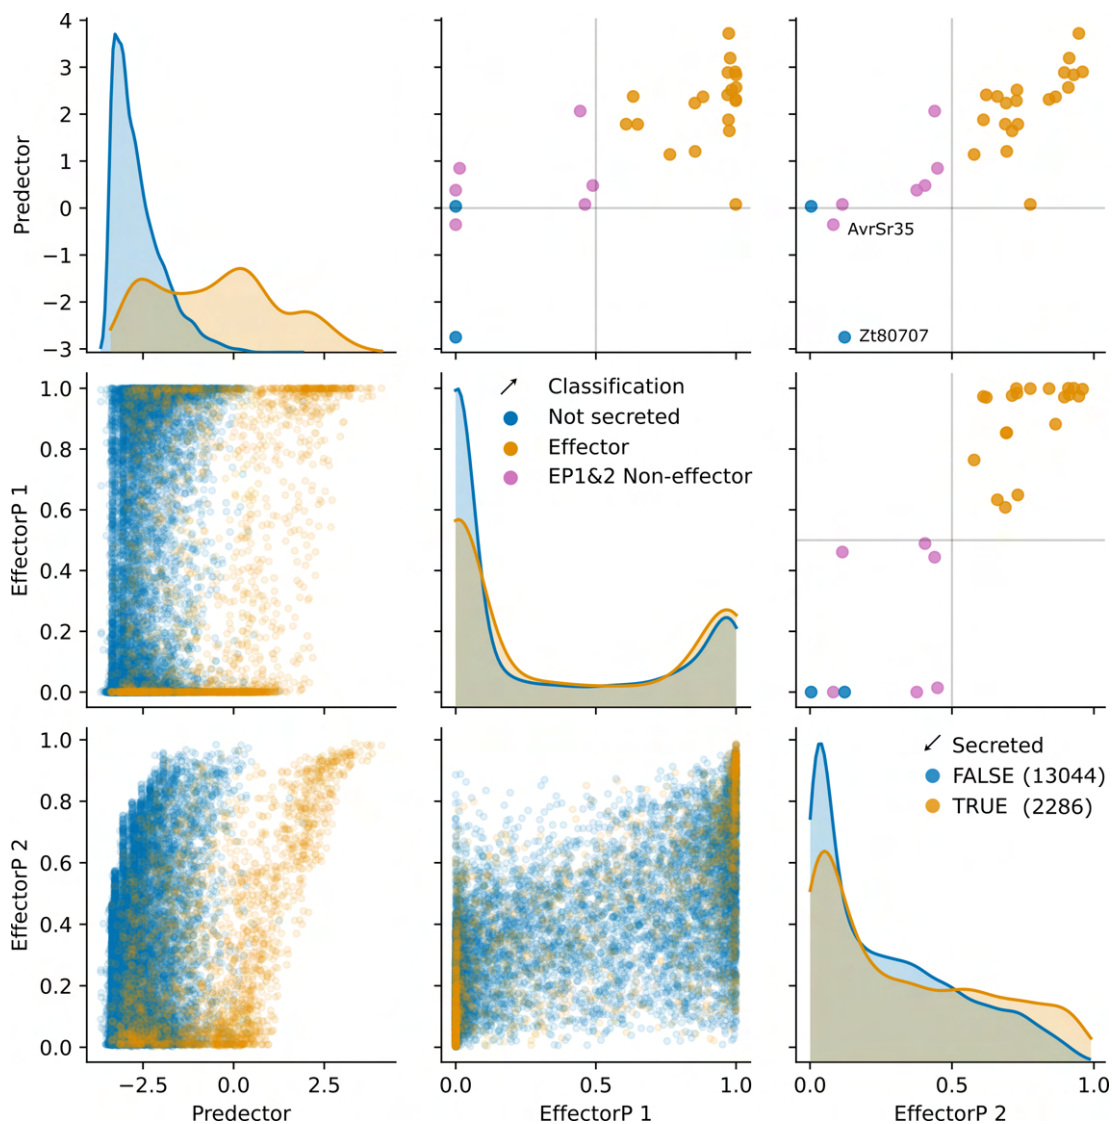 4
3
2
1
0
−1
−2
−3
Predector
AvrSr35
Zt80707
1.0
0.8
0.6
0.4
0.2
0.0
EffectorP 1
Classification
Not secreted
Effector
EP1&2 Non-effector
1.0
0.8
0.6
0.4
0.2
0.0
EffectorP 2
Secreted
FALSE (13044)
TRUE (2286)
−2.5 0.0 2.5
Predector
0.0 0.5 1.0
EffectorP 1
0.0 0.5 1.0
EffectorP 2